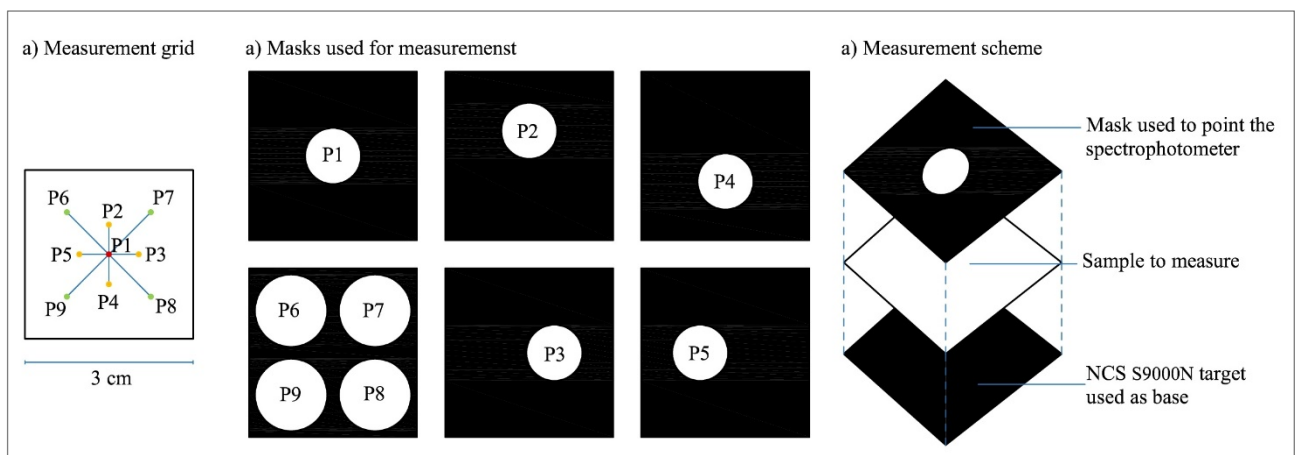 a) Measurement grid
P6
P7
P2
P1
P5
P3
P4
P9
P8
3 cm
a) Masks used for measuremenst
P1
P2
P4
P6
P7
P9
P8
P3
P5
a) Measurement scheme
Mask used to point the
spectrophotometer
Sample to measure
NCS S9000N target
used as base